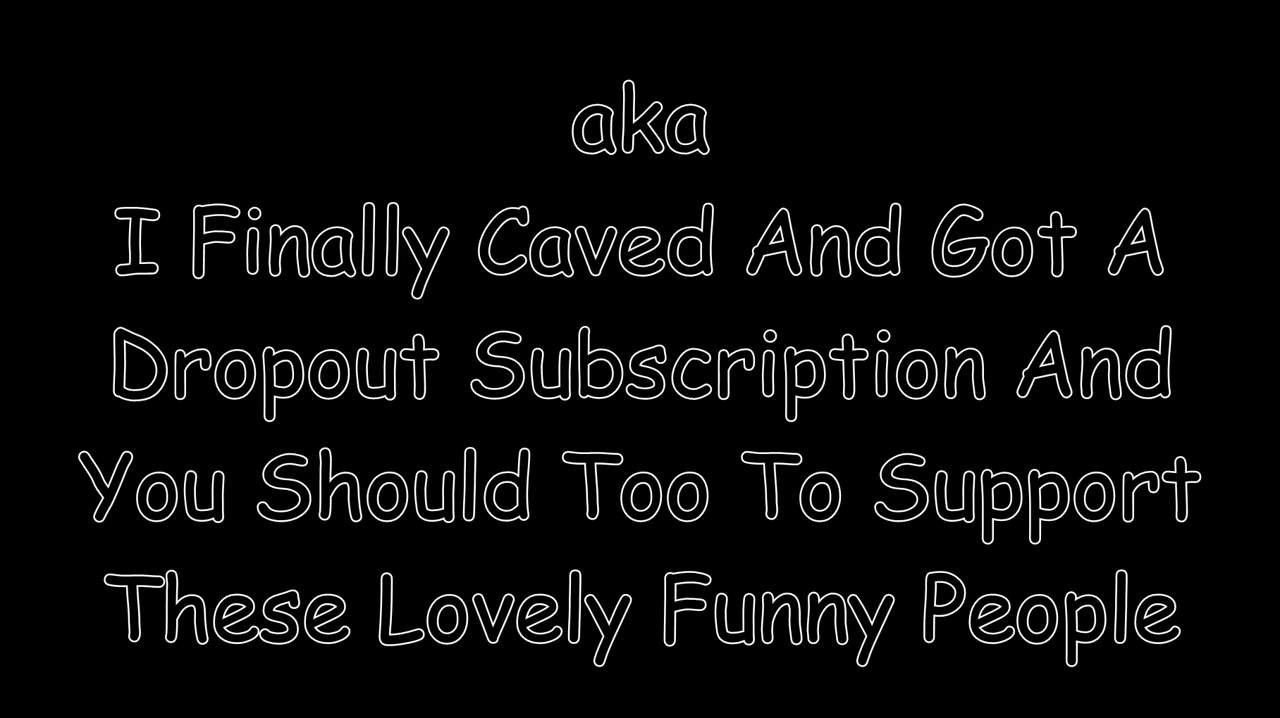 aka
I Finally Caved And Got A
Dropout Subscription And
You Should Too To Support
These Lovely Funny People